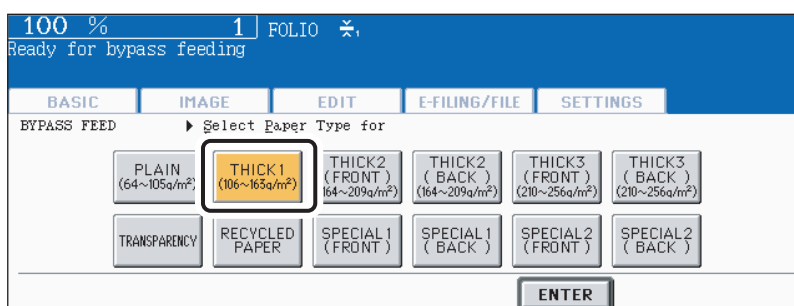 100 % 1 FOLIO 1
Ready for bypass feeding
BASIC IMAGE EDIT E-FILING/FILE SETTINGS
BYPASS FEED ▶ Select Paper Type for
PLAIN (64~105g/m²) THICK1 (106~163g/m²) THICK2 (FRONT) 164~209g/m²) THICK2 ( BACK ) (164~209g/m²) THICK3 (FRONT) (210~256g/m²) THICK3 ( BACK ) (210~256g/m²)
TRANSPARENCY RECYCLED PAPER SPECIAL1 (FRONT) SPECIAL1 ( BACK ) SPECIAL2 (FRONT) SPECIAL2 ( BACK )
ENTER